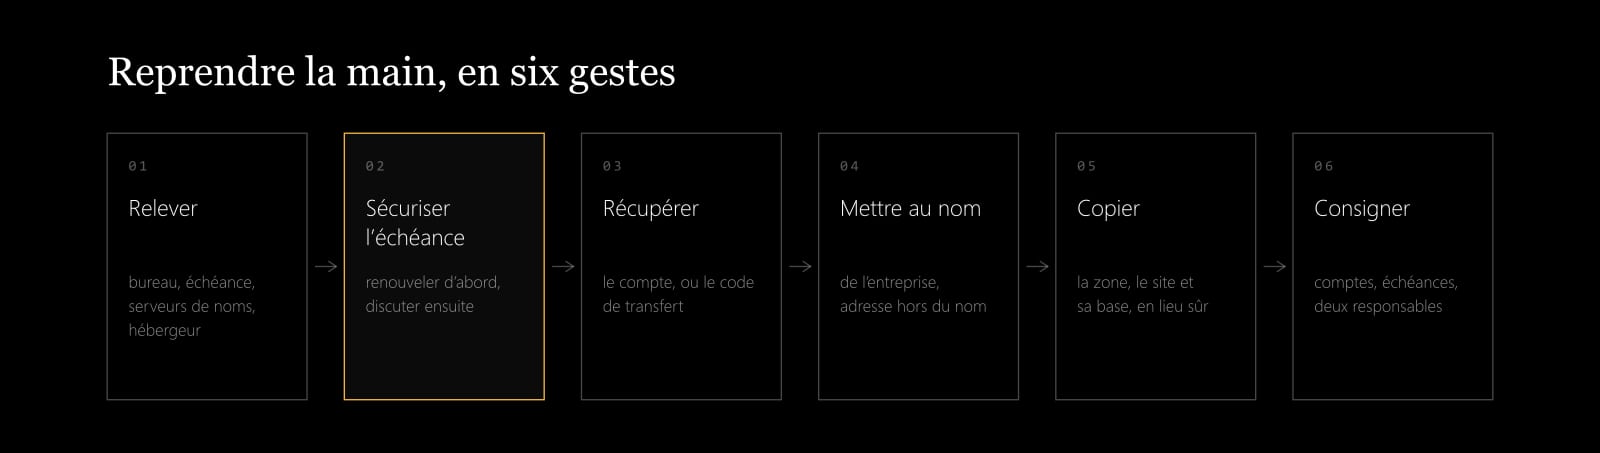 Reprendre la main, en six gestes
01
Relever
bureau, échéance,
serveurs de noms,
hébergeur
02
Sécuriser
l’échéance
renouveler d’abord,
discuter ensuite
03
Récupérer
le compte, ou le code
de transfert
04
Mettre au nom
de l’entreprise,
adresse hors du nom
05
Copier
la zone, le site et
sa base, en lieu sûr
06
Consigner
comptes, échéances,
deux responsables